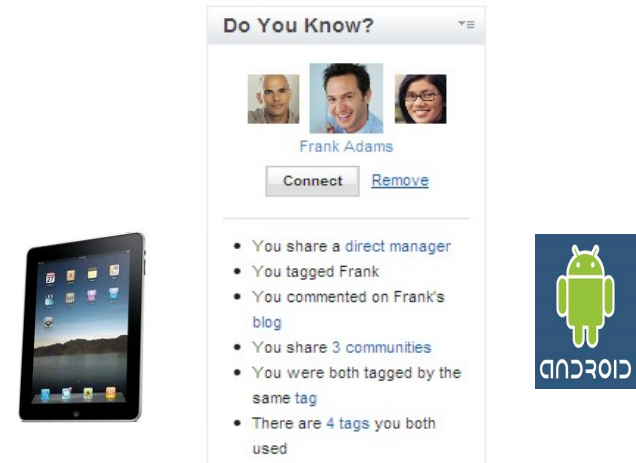 Do You Know?
Frank Adams
Connect Remove
You share a direct manager
You tagged Frank
You commented on Frank's
blog
You share 3 communities
You were both tagged by the
same tag
There are 4 tags you both
used
27
ANDROID